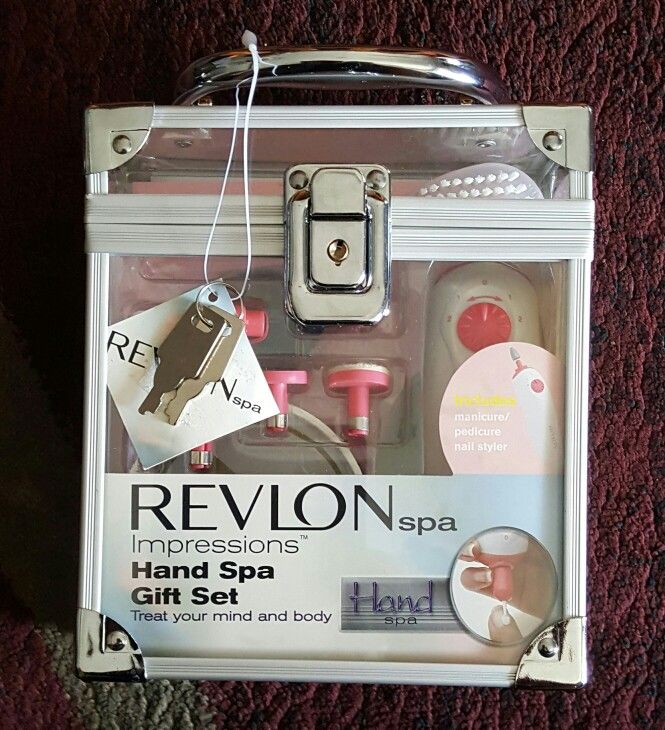 REVLON spa
Includes
manicure/
pedicure
nail styler
REVLON spa
Impressions™
Hand Spa
Gift Set
Treat your mind and body
Hand
spa